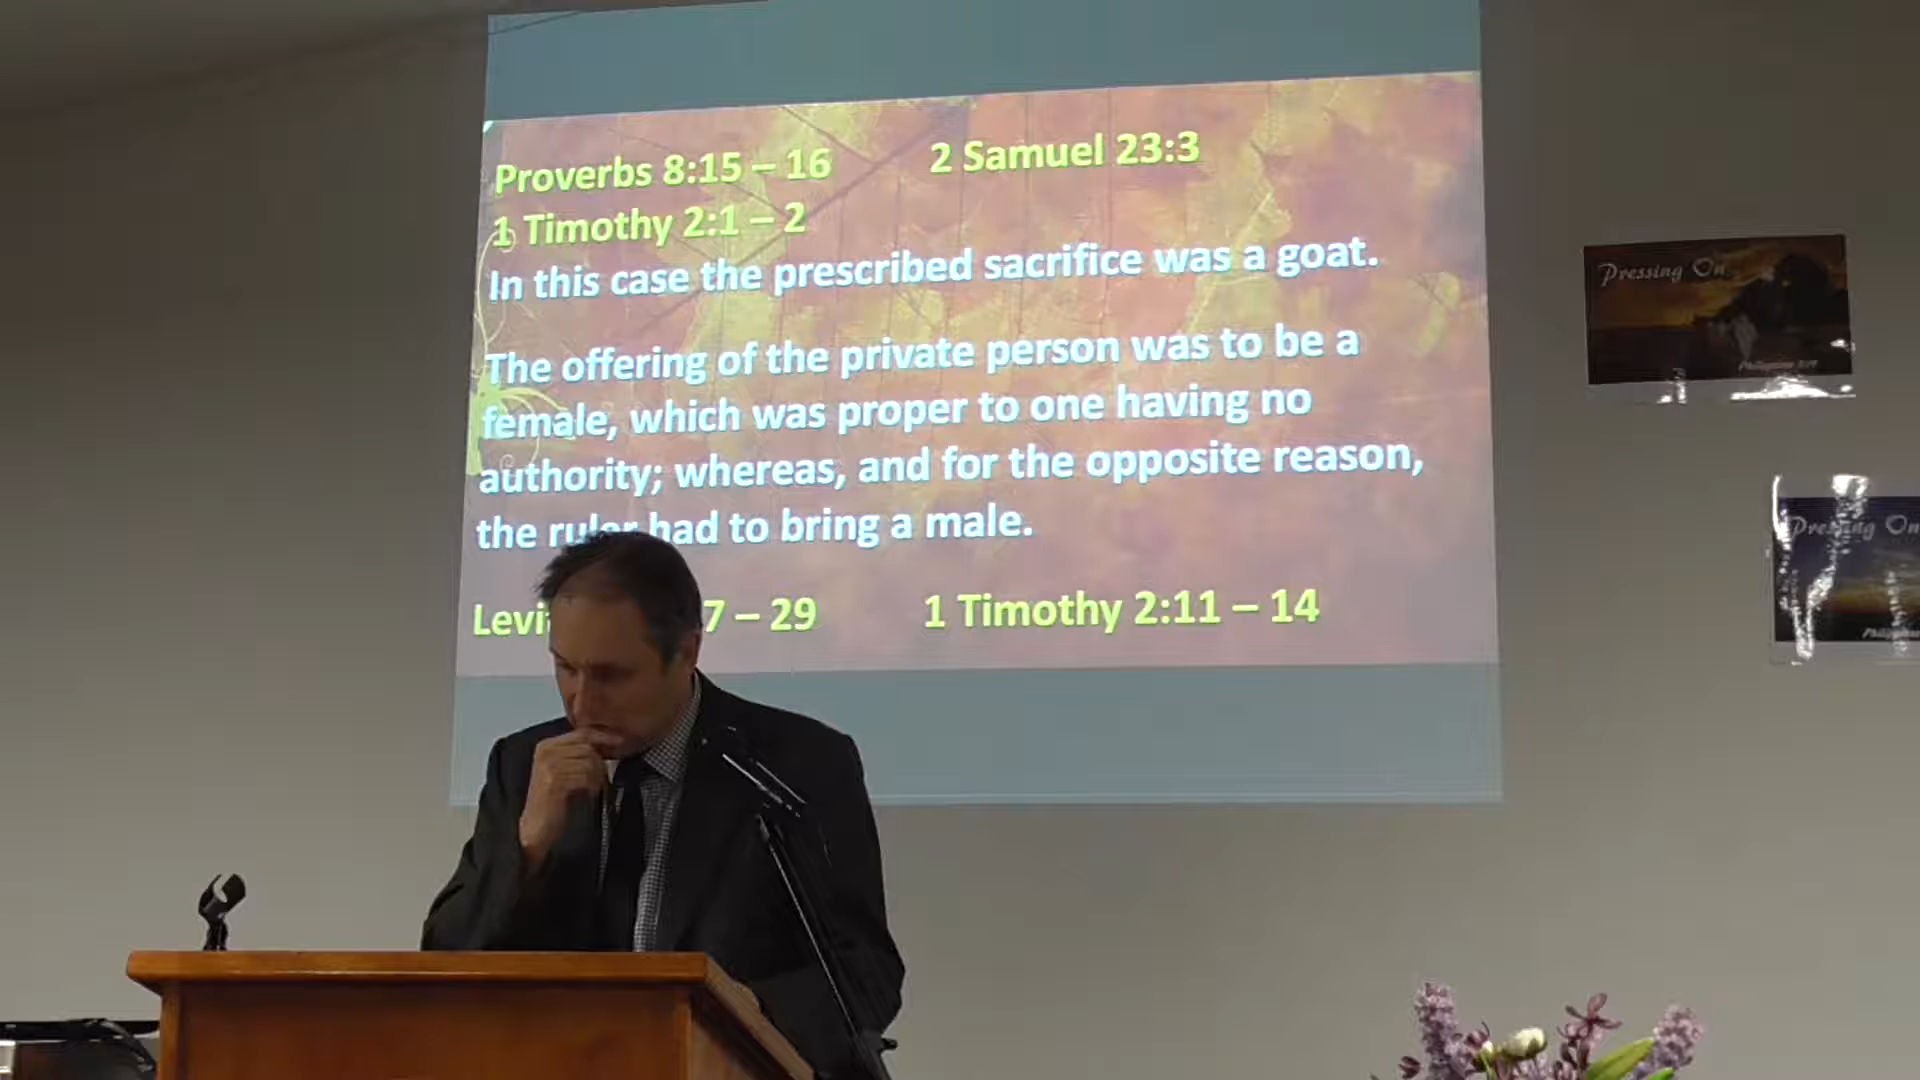 Proverbs 8:15 – 16 2 Samuel 23:3
1 Timothy 2:1 – 2
In this case the prescribed sacrifice was a goat.
The offering of the private person was to be a
female, which was proper to one having no
authority; whereas, and for the opposite reason,
the ruler had to bring a male.
7 – 29 1 Timothy 2:11 – 14
Pressing On
Pressing On